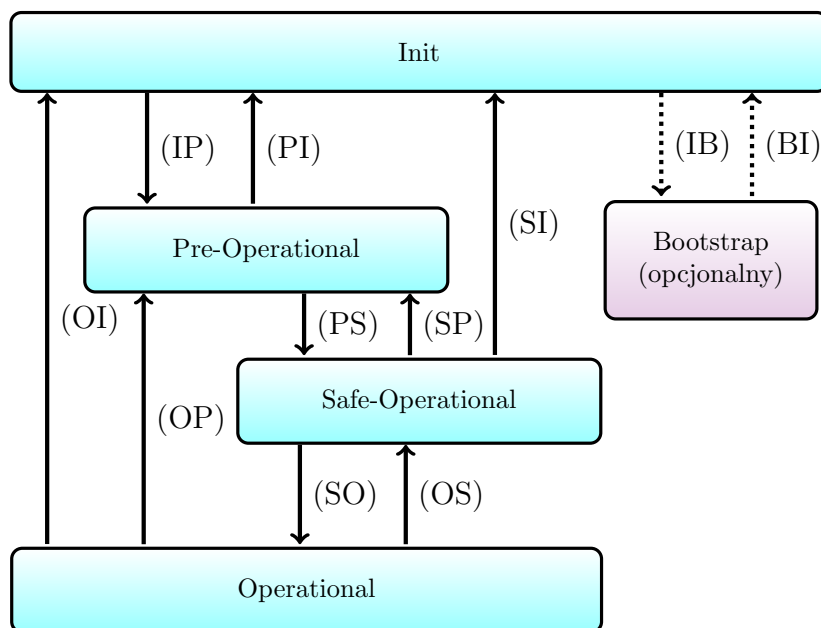 Init
(IP)
(PI)
(IB)
(BI)
(SI)
Pre-Operational
Bootstrap
(opcjonalny)
(OI)
(PS)
(SP)
Safe-Operational
(OP)
(SO)
(OS)
Operational